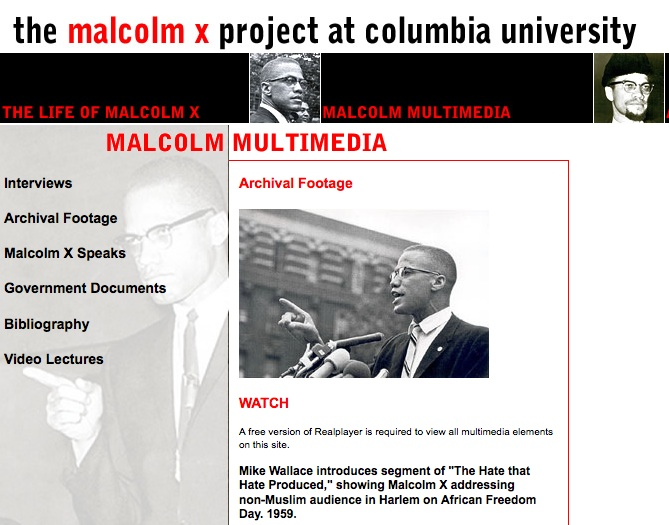 the malcolm x project at columbia university
THE LIFE OF MALCOLM X
MALCOLM MULTIMEDIA
MALCOLM MULTIMEDIA
Interviews
Archival Footage
Malcolm X Speaks
Government Documents
Bibliography
Video Lectures
Archival Footage
WATCH
A free version of Realplayer is required to view all multimedia elements
on this site.
Mike Wallace introduces segment of "The Hate that
Hate Produced," showing Malcolm X addressing
non-Muslim audience in Harlem on African Freedom
Day. 1959.